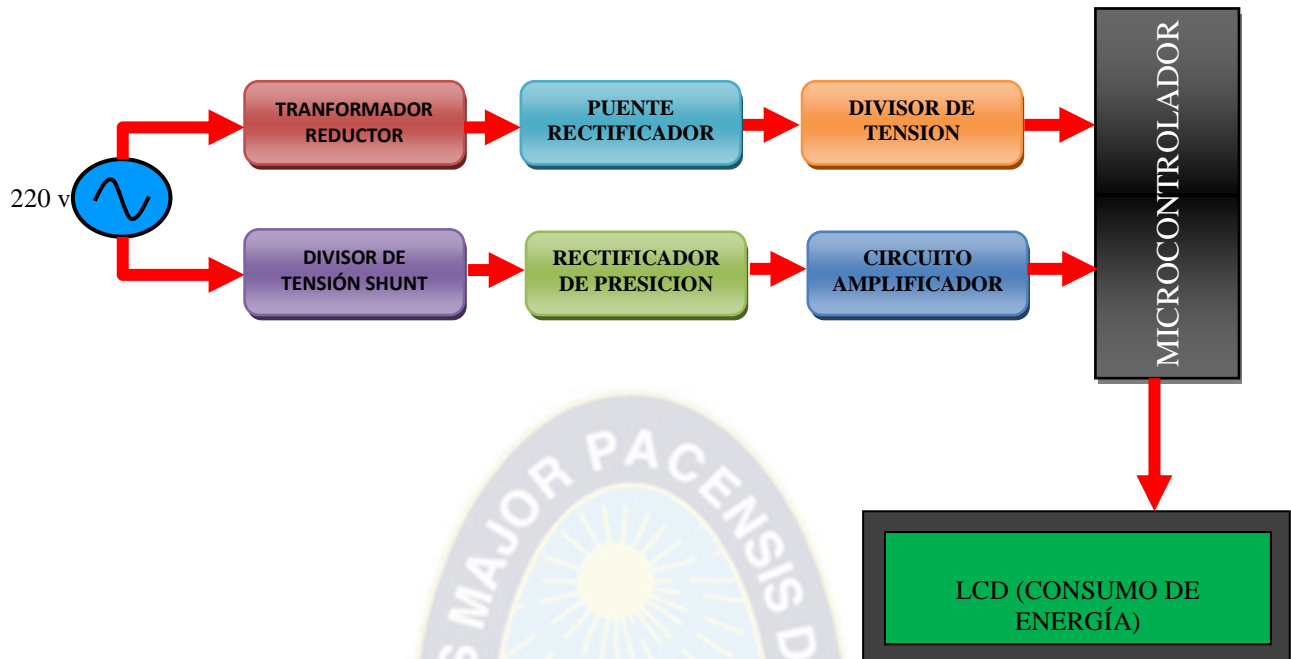 TRANFORMADOR
REDUCTOR
PUENTE
RECTIFICADOR
DIVISOR DE
TENSION
MICROCONTROLADOR
220 v
DIVISOR DE
TENSIÓN SHUNT
RECTIFICADOR
DE PRESICION
CIRCUITO
AMPLIFICADOR
S MAJOR PACENSIS D
LCD (CONSUMO DE
ENERGÍA)